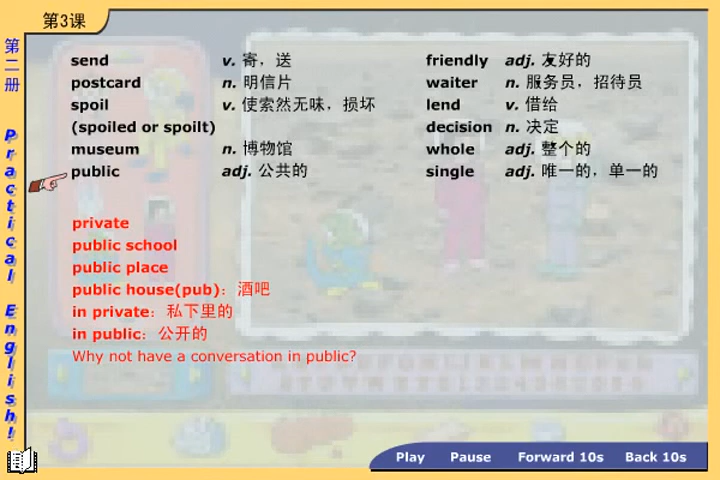 第3课
第二册 Practical English!
send v. 寄，送
postcard n. 明信片
spoil v. 使索然无味，损坏
(spoiled or spoilt)
museum n. 博物馆
public adj. 公共的
friendly adj. 友好的
waiter n. 服务员，招待员
lend v. 借给
decision n. 决定
whole adj. 整个的
single adj. 唯一的，单一的
private
public school
public place
public house(pub)：酒吧
in private：私下里的
in public：公开的
Why not have a conversation in public?
Play Pause Forward 10s Back 10s